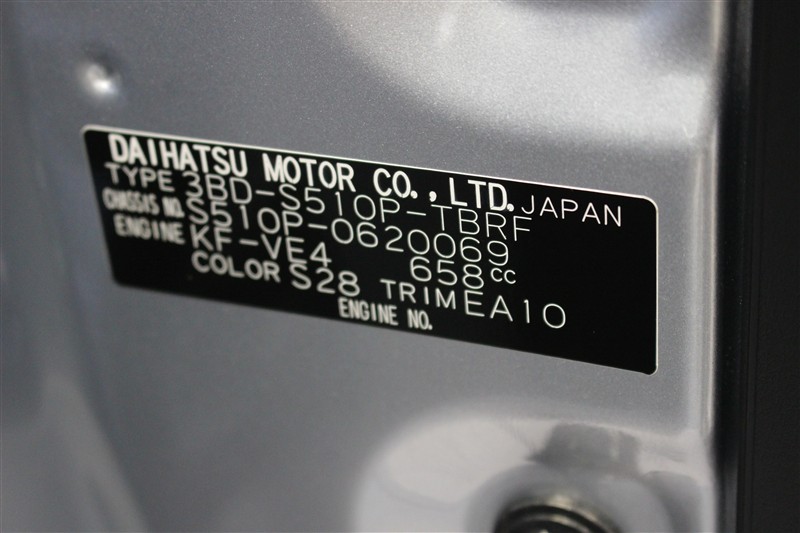 DAIHATSU MOTOR CO., LTD. JAPAN
TYPE 3BD-S510P-TBRF
CHASSIS NO. S510P-0620069
ENGINE KF-VE4 658cc
COLOR S28 TRIM EA10
ENGINE NO.